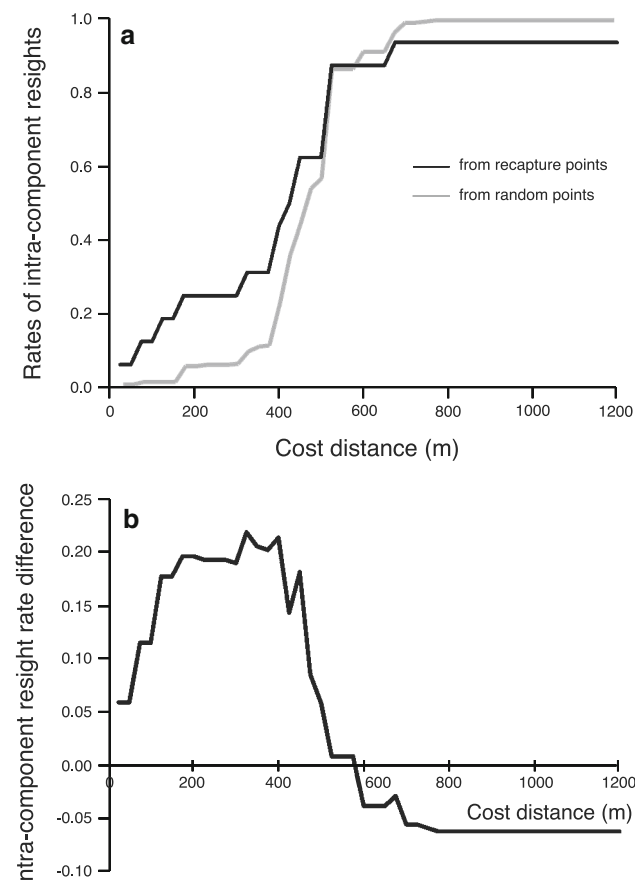 a
Rates of intra-component resights
1.0
0.8
0.6
0.4
0.2
0.0
from recapture points
from random points
0 200 400 600 800 1000 1200
Cost distance (m)
b
ntra-component resight rate difference
0.25
0.20
0.15
0.10
0.05
0.00
-0.05
-0.10
0 200 400 600 800 1000 1200
Cost distance (m)